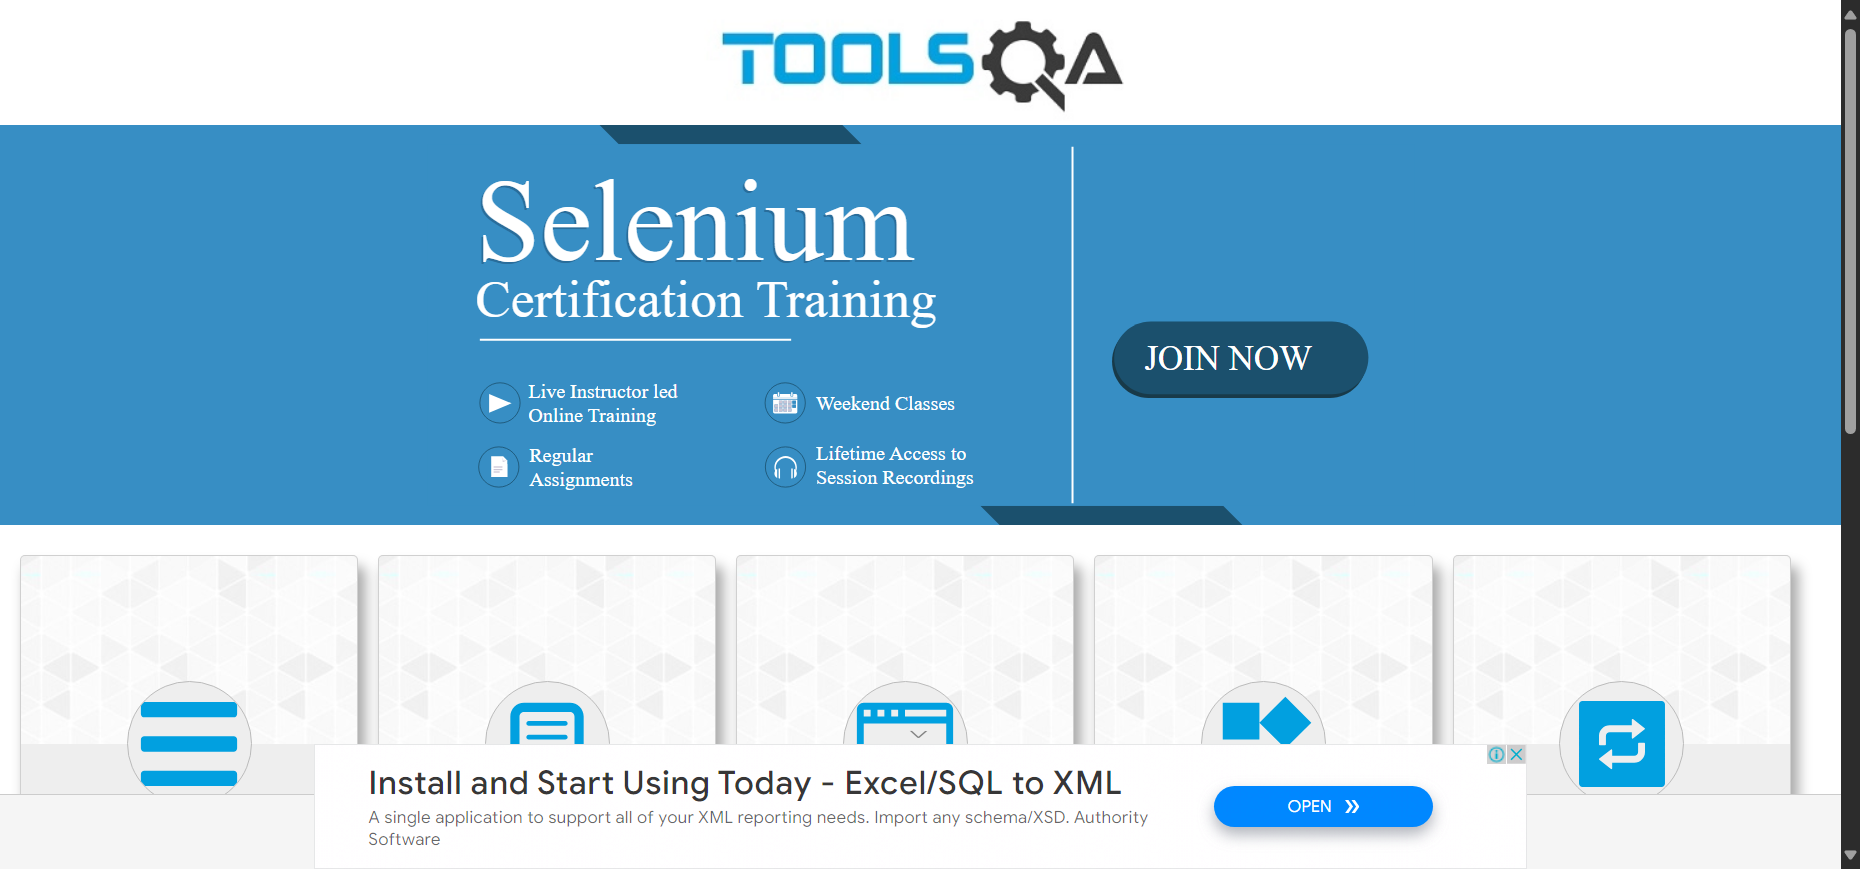 TOOLSQA
Selenium
Certification Training
Live Instructor led
Online Training
Weekend Classes
Regular
Assignments
Lifetime Access to
Session Recordings
JOIN NOW
Install and Start Using Today - Excel/SQL to XML
A single application to support all of your XML reporting needs. Import any schema/XSD. Authority
Software
OPEN